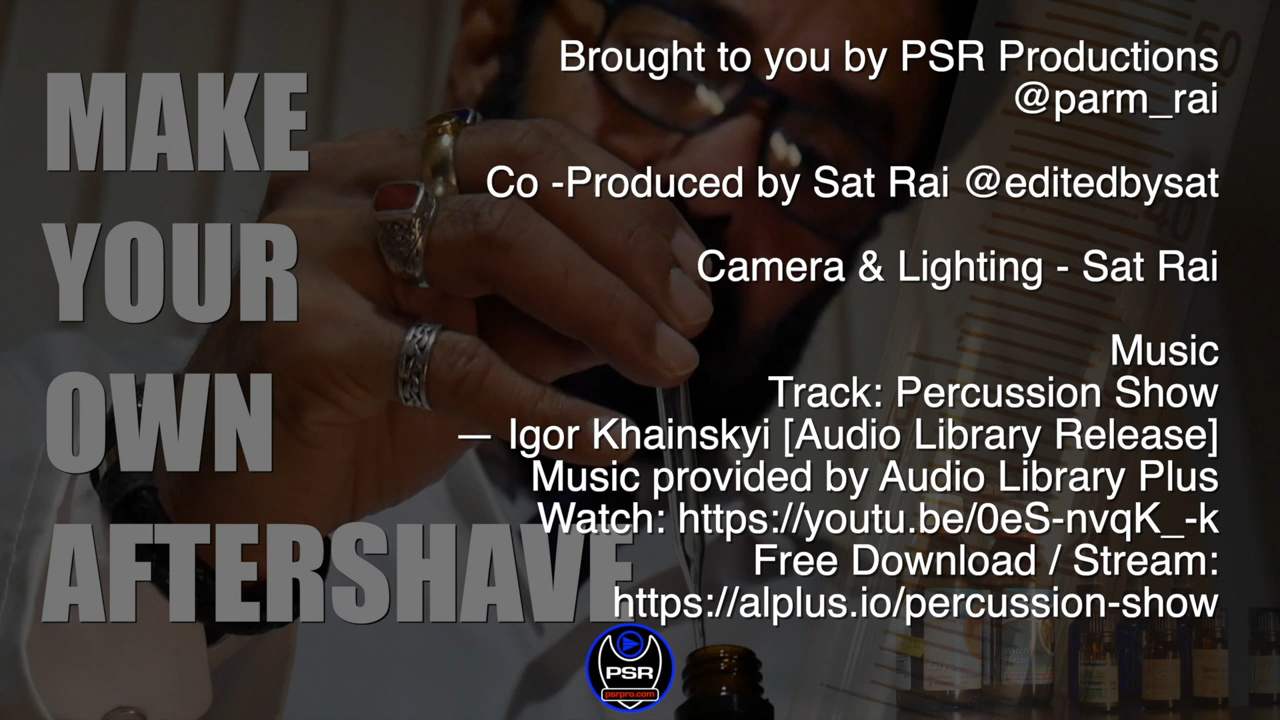 MAKE
YOUR
OWN
AFTERSHAVE
Brought to you by PSR Productions
@parm_rai
Co -Produced by Sat Rai @editedbysat
Camera & Lighting - Sat Rai
Music
Track: Percussion Show
— Igor Khainskyi [Audio Library Release]
Music provided by Audio Library Plus
Watch: https://youtu.be/0eS-nvqK_-k
Free Download / Stream:
https://alplus.io/percussion-show
50
40
PSR
psrpro.com